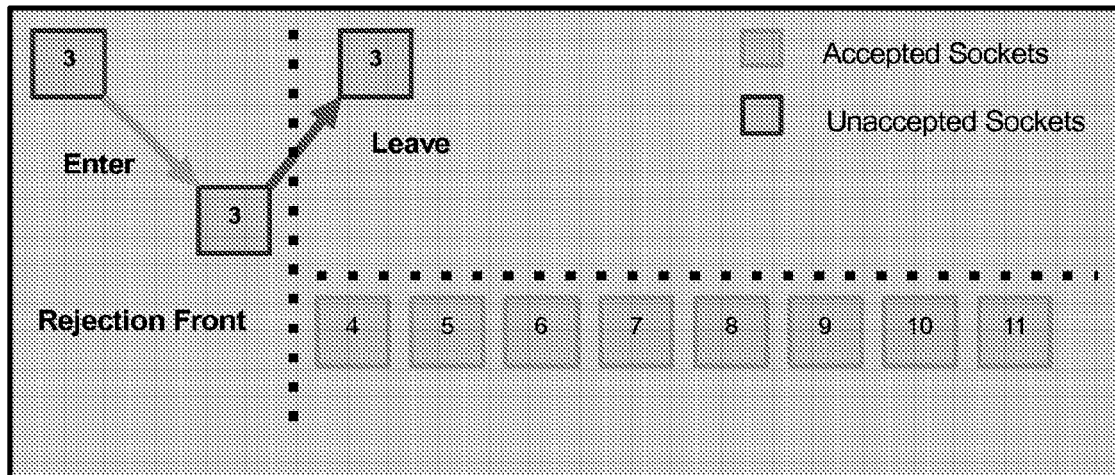 3
3
Accepted Sockets
Unaccepted Sockets
Enter
Leave
3
Rejection Front
4 5 6 7 8 9 10 11